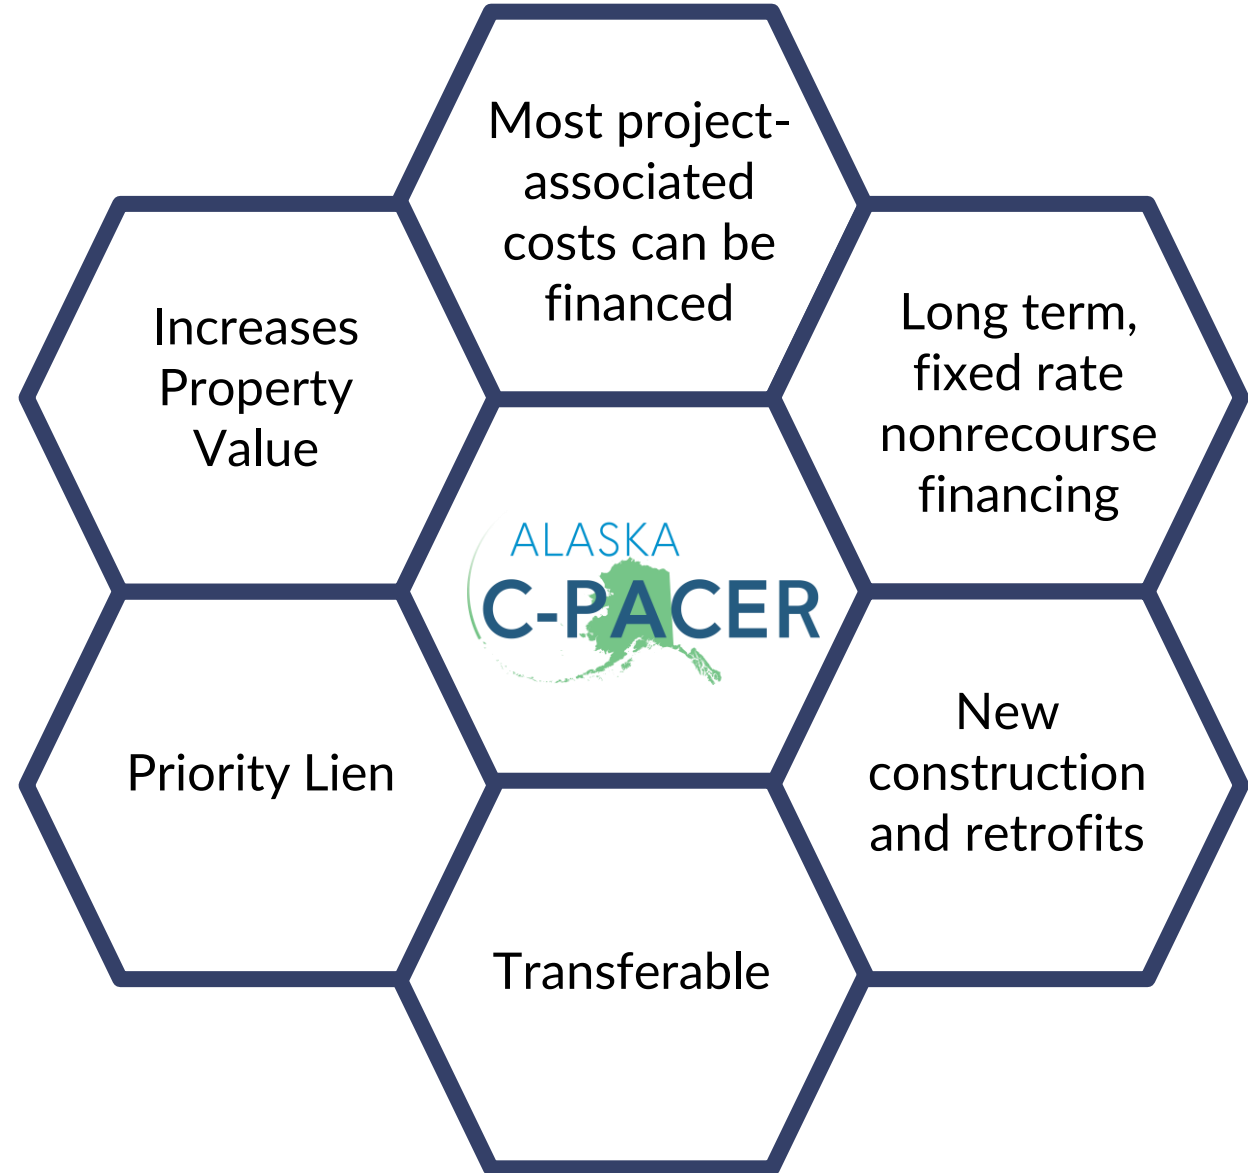 Most project-
associated
costs can be
financed
Increases
Property
Value
Long term,
fixed rate
nonrecourse
financing
ALASKA
C-PACER
Priority Lien
New
construction
and retrofits
Transferable